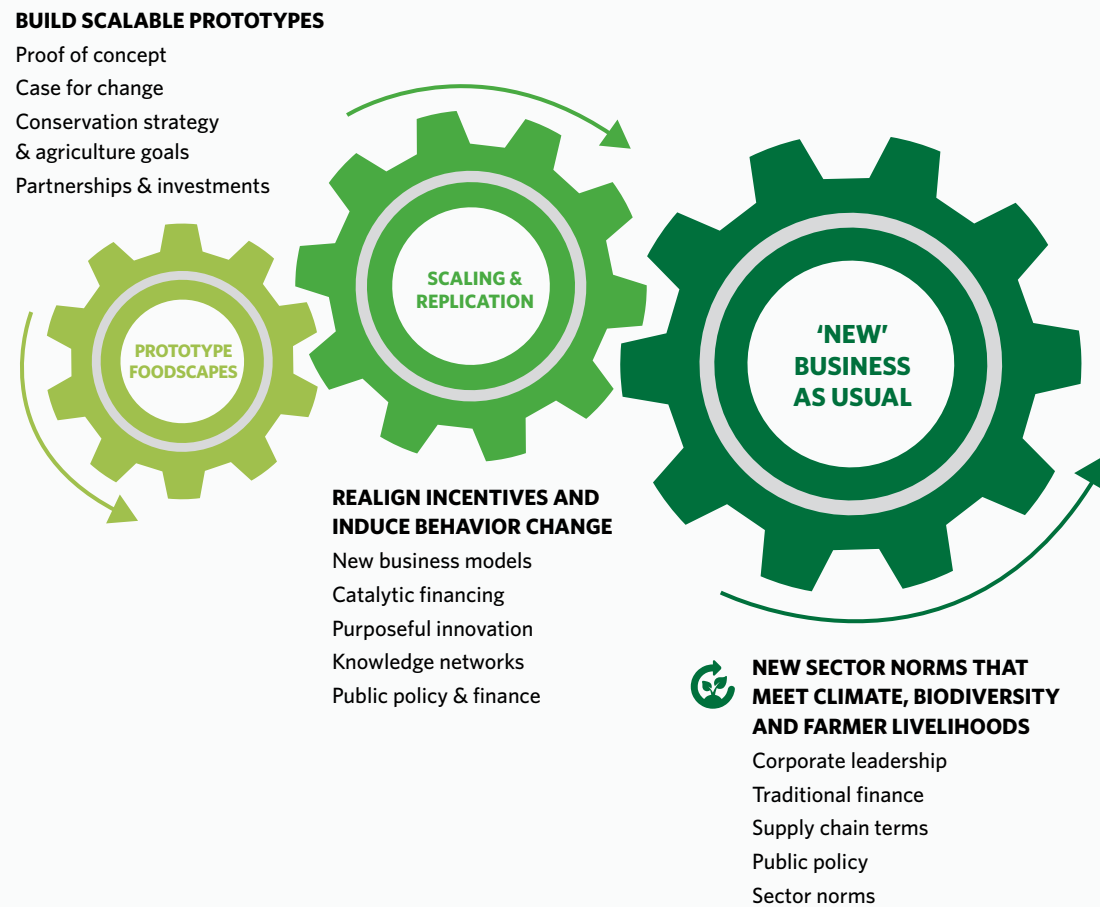 BUILD SCALABLE PROTOTYPES
Proof of concept
Case for change
Conservation strategy
& agriculture goals
Partnerships & investments
PROTOTYPE
FOODSCAPES
SCALING &
REPLICATION
‘NEW’
BUSINESS
AS USUAL
REALIGN INCENTIVES AND
INDUCE BEHAVIOR CHANGE
New business models
Catalytic financing
Purposeful innovation
Knowledge networks
Public policy & finance
NEW SECTOR NORMS THAT
MEET CLIMATE, BIODIVERSITY
AND FARMER LIVELIHOODS
Corporate leadership
Traditional finance
Supply chain terms
Public policy
Sector norms